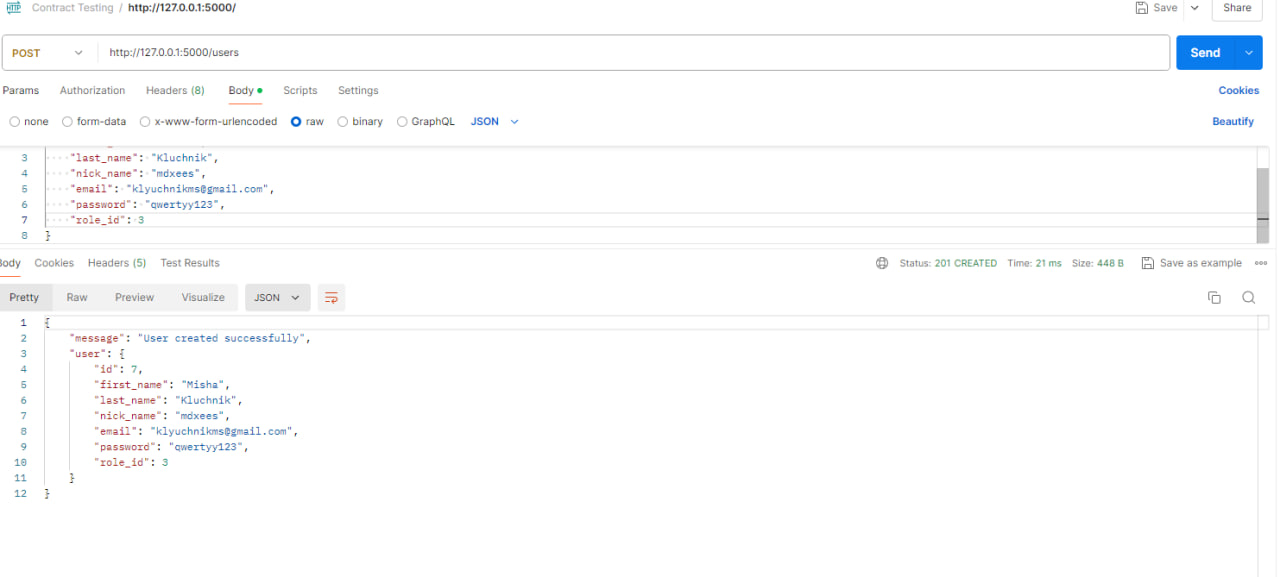 HTTP Contract Testing / http://127.0.0.1:5000/ Save Share
POST http://127.0.0.1:5000/users Send
Params Authorization Headers (8) Body Scripts Settings Cookies
none form-data x-www-form-urlencoded raw binary GraphQL JSON Beautify
3 "last_name": "Kluchnik",
4 "nick_name": "mdxees",
5 "email": "klyuchnikms@gmail.com",
6 "password": "qwertyy123",
7 "role_id": 3
8 }
Body Cookies Headers (5) Test Results Status: 201 CREATED Time: 21 ms Size: 448 B Save as example
Pretty Raw Preview Visualize JSON
1 {
2 "message": "User created successfully",
3 "user": {
4 "id": 7,
5 "first_name": "Misha",
6 "last_name": "Kluchnik",
7 "nick_name": "mdxees",
8 "email": "klyuchnikms@gmail.com",
9 "password": "qwertyy123",
10 "role_id": 3
11 }
12 }